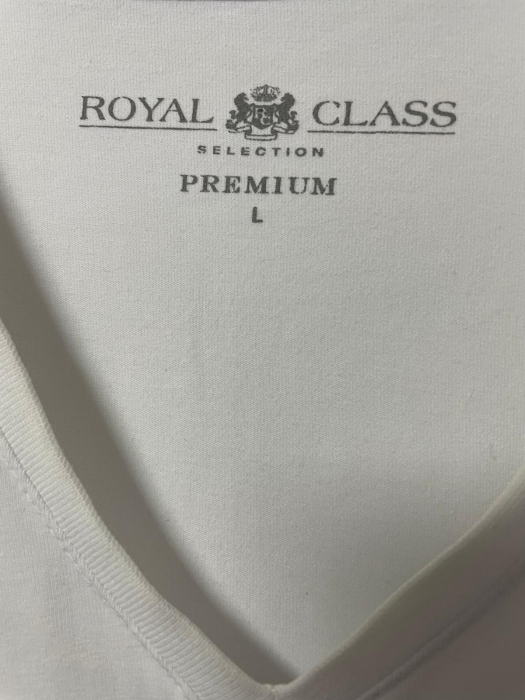 ROYAL CLASS
SELECTION
PREMIUM
L